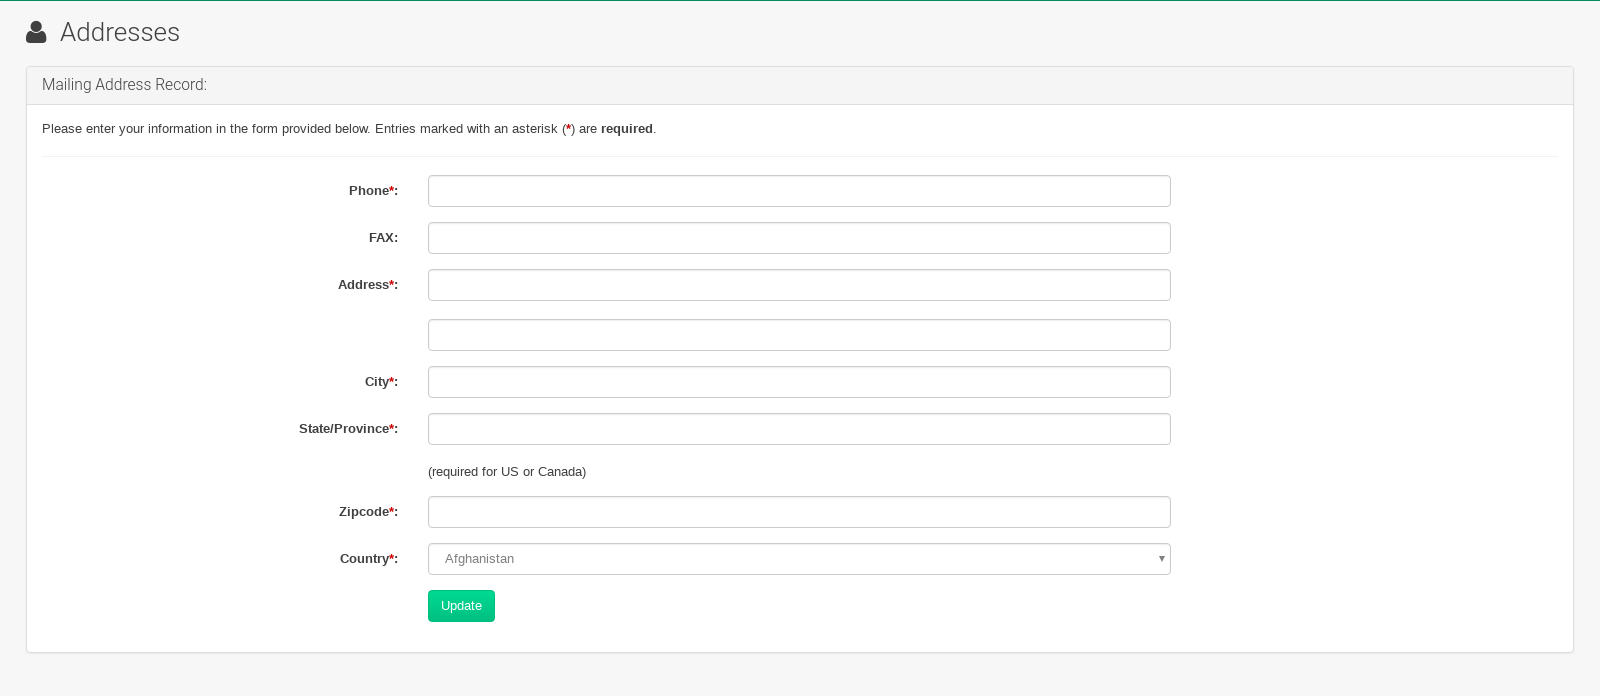 Addresses
Mailing Address Record:
Please enter your information in the form provided below. Entries marked with an asterisk (*) are required.
Phone*:
FAX:
Address*:
City*:
State/Province*:
(required for US or Canada)
Zipcode*:
Country*: Afghanistan
Update